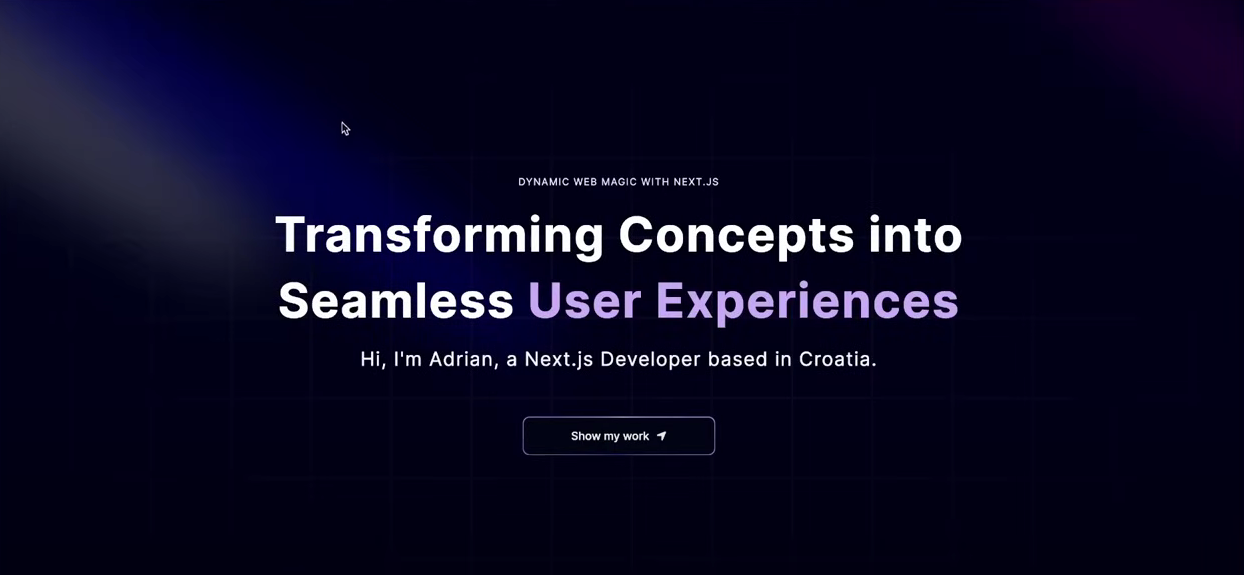 DYNAMIC WEB MAGIC WITH NEXT.JS
Transforming Concepts into
Seamless User Experiences
Hi, I'm Adrian, a Next.js Developer based in Croatia.
Show my work